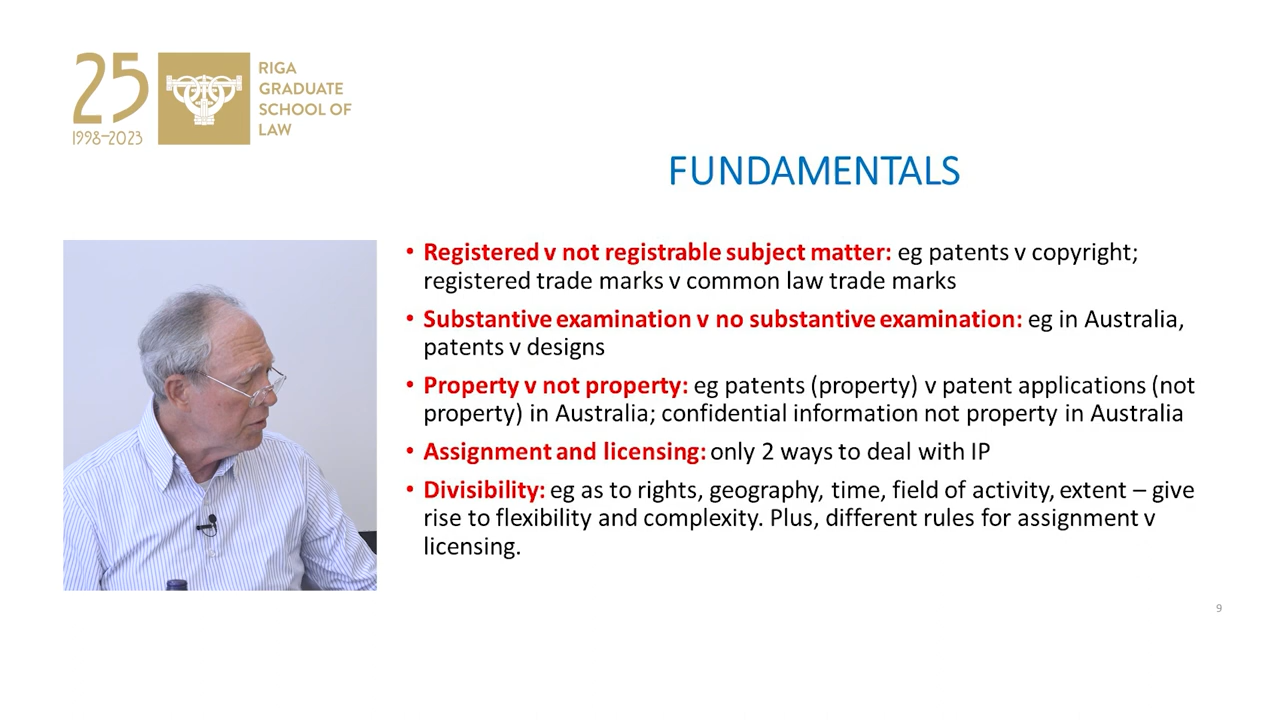 25
1998–2023
RIGA
GRADUATE
SCHOOL OF
LAW
FUNDAMENTALS
• Registered v not registrable subject matter: eg patents v copyright;
registered trade marks v common law trade marks
• Substantive examination v no substantive examination: eg in Australia,
patents v designs
• Property v not property: eg patents (property) v patent applications (not
property) in Australia; confidential information not property in Australia
• Assignment and licensing: only 2 ways to deal with IP
• Divisibility: eg as to rights, geography, time, field of activity, extent – give
rise to flexibility and complexity. Plus, different rules for assignment v
licensing.
9